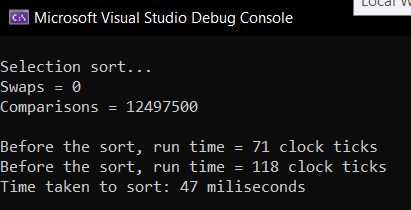 Local W
Microsoft Visual Studio Debug Console
Selection sort...
Swaps = 0
Comparisons = 12497500
Before the sort, run time = 71 clock ticks
Before the sort, run time = 118 clock ticks
Time taken to sort: 47 miliseconds